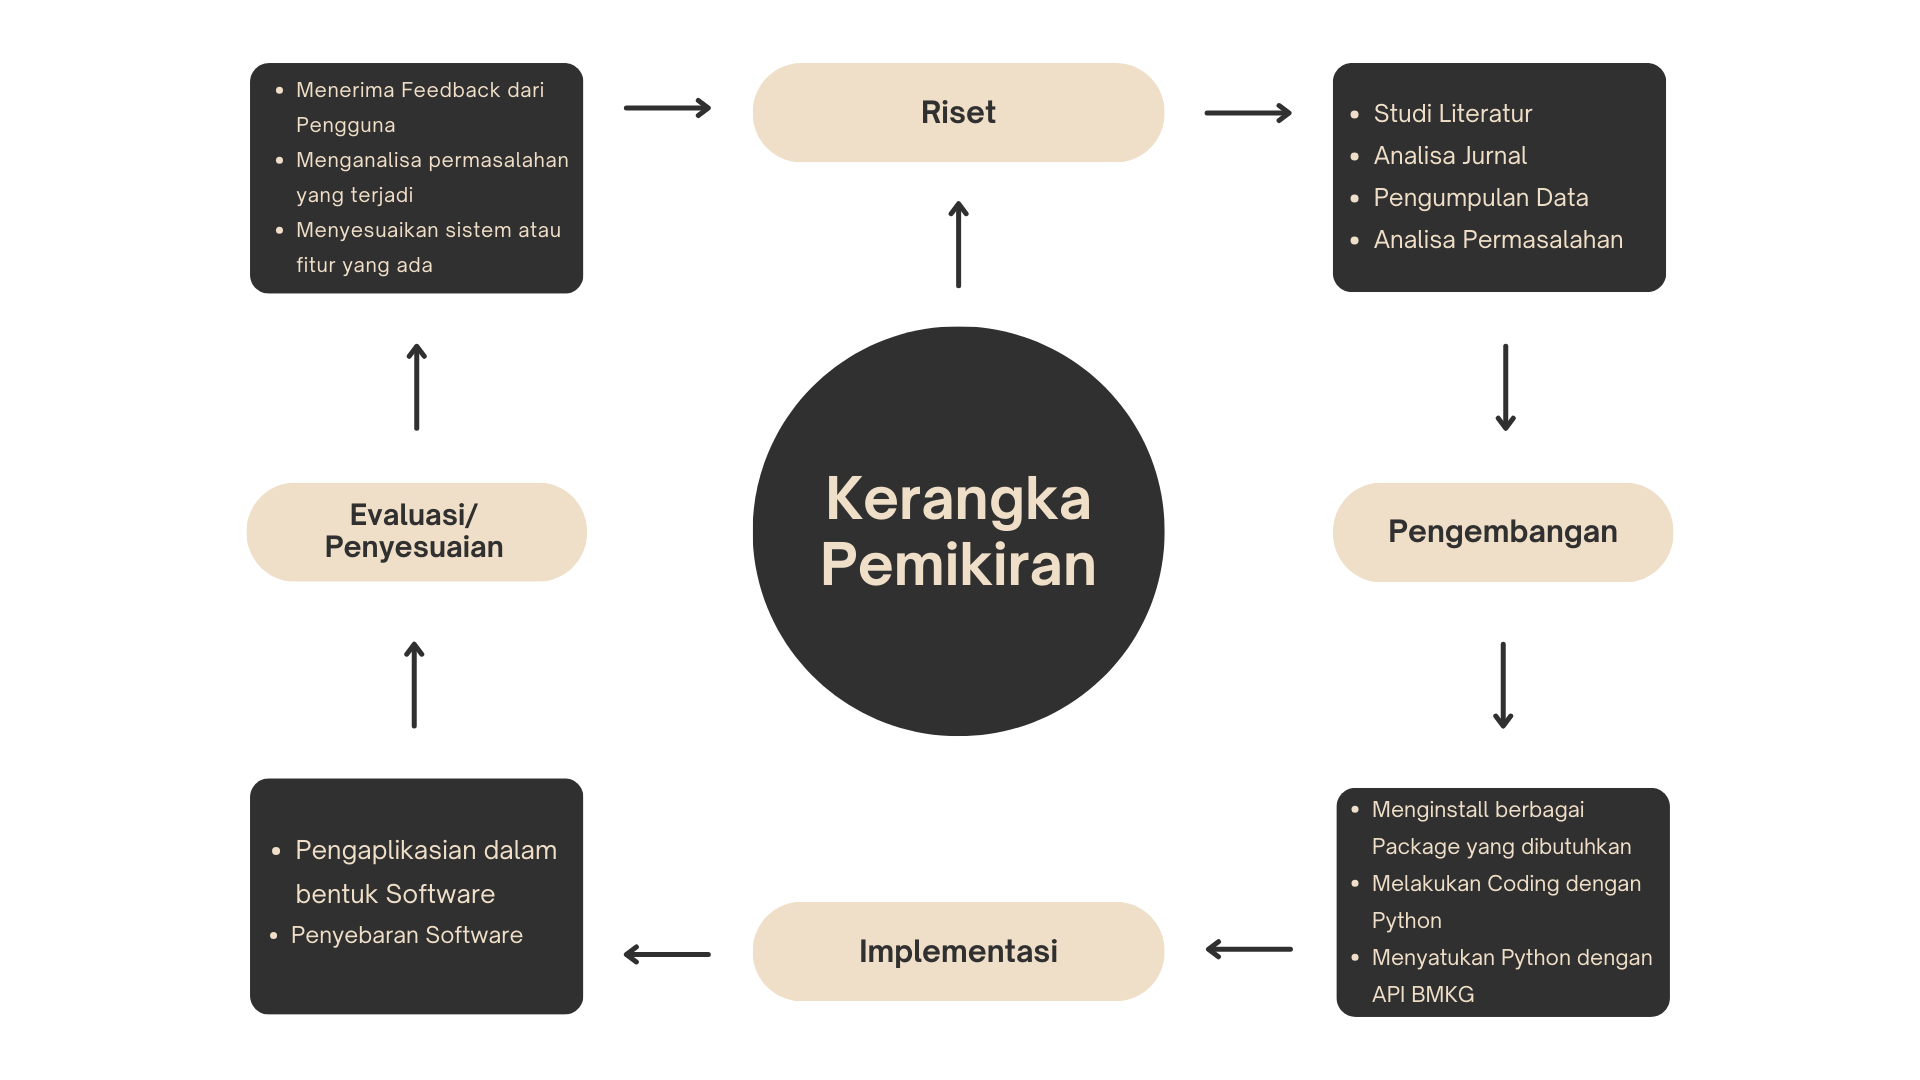 Kerangka
Pemikiran
Riset
• Studi Literatur
• Analisa Jurnal
• Pengumpulan Data
• Analisa Permasalahan
Pengembangan
• Menginstall berbagai
Package yang dibutuhkan
• Melakukan Coding dengan
Python
• Menyatukan Python dengan
API BMKG
Implementasi
• Pengaplikasian dalam
bentuk Software
• Penyebaran Software
Evaluasi/
Penyesuaian
• Menerima Feedback dari
Pengguna
• Menganalisa permasalahan
yang terjadi
• Menyesuaikan sistem atau
fitur yang ada